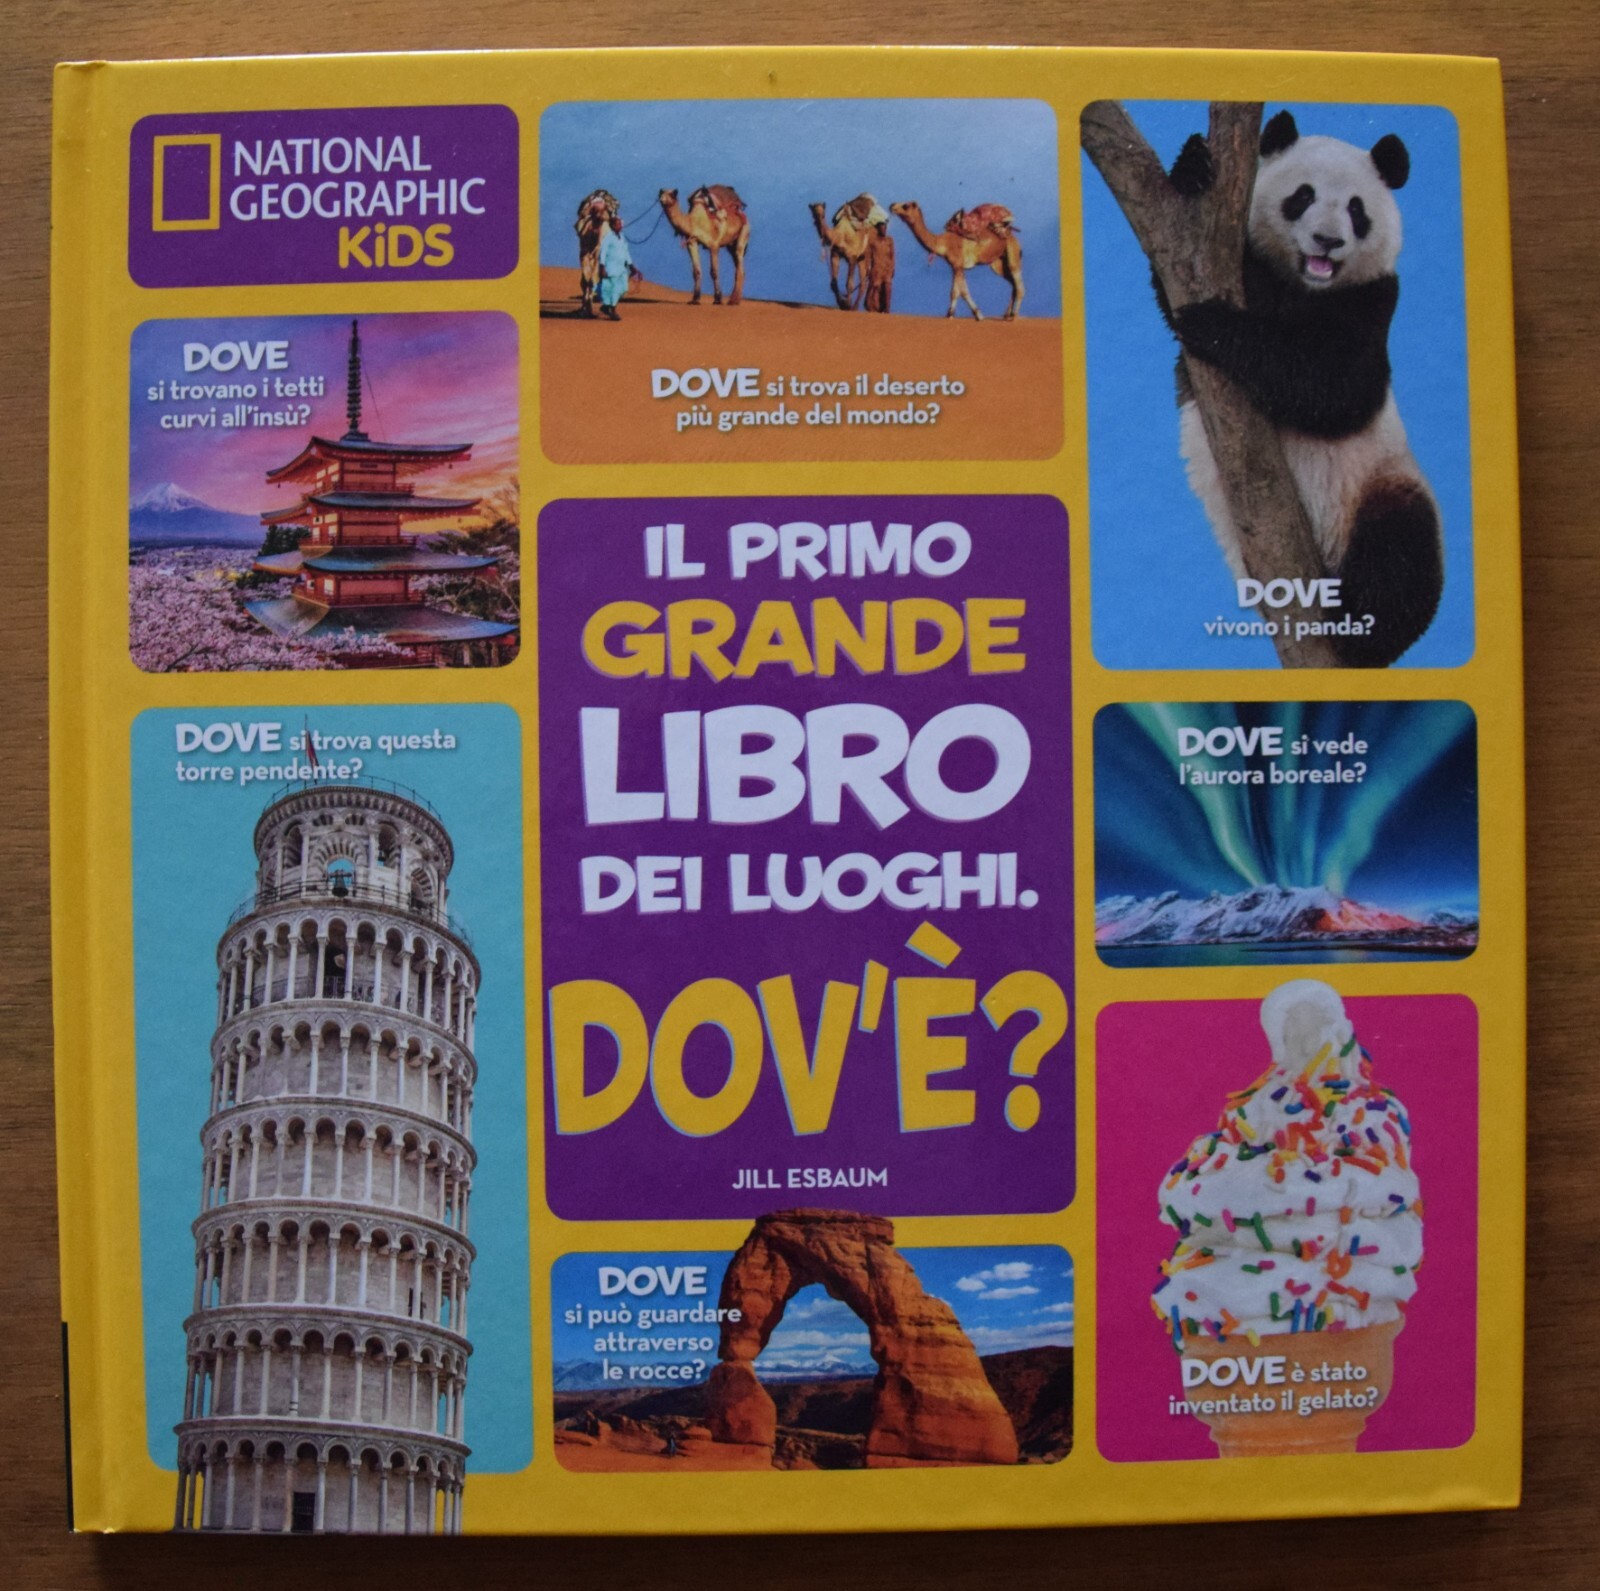 NATIONAL
GEOGRAPHIC
KiDS
DOVE si trova il deserto
più grande del mondo?
DOVE
vivono i panda?
DOVE
si trovano i tetti
curvi all'insù?
IL PRIMO
GRANDE
LIBRO
DEI LUOGHI.
DOV'È?
JILL ESBAUM
DOVE si trova questa
torre pendente?
DOVE si vede
l'aurora boreale?
DOVE
si può guardare
attraverso
le rocce?
DOVE è stato
inventato il gelato?